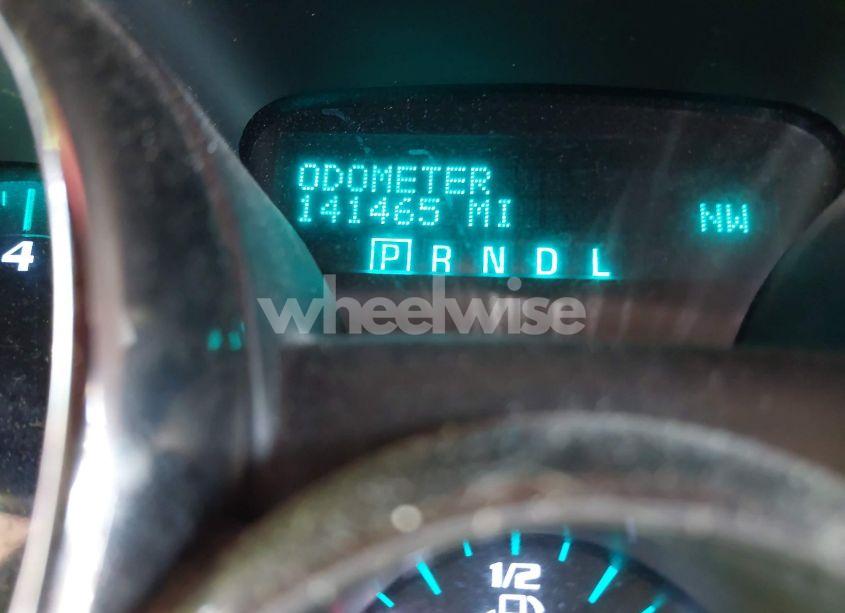 ODOMETER
141465 MI NW
P R N D L
4
wheelwise
1/2